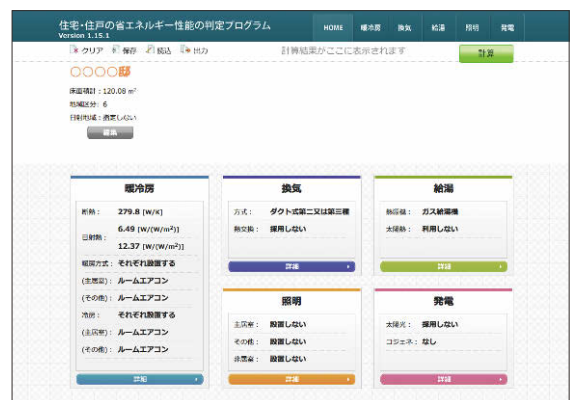 住宅・住戸の省エネルギー性能の判定プログラム
Version 1.15.1
HOME 暖冷房 換気 給湯 照明 発電
クリア 保存 読込 出力 計算結果がここに表示されます 計算
〇〇〇〇邸
床面積計：120.08 m²
地域区分：6
日射地域：指定しない
編集
暖冷房
断熱： 279.8 [W/K]
日射熱： 6.49 [W/(W/m²)]
12.37 [W/(W/m²)]
暖房方式： それぞれ設置する
(主居室)： ルームエアコン
(その他)： ルームエアコン
冷房： それぞれ設置する
(主居室)： ルームエアコン
(その他)： ルームエアコン
詳細
換気
方式： ダクト式第二又は第三種
熱交換： 採用しない
詳細
給湯
熱源機： ガス給湯機
太陽熱： 利用しない
詳細
照明
主居室： 設置しない
その他： 設置しない
非居室： 設置しない
詳細
発電
太陽光： 採用しない
コジェネ： なし
詳細